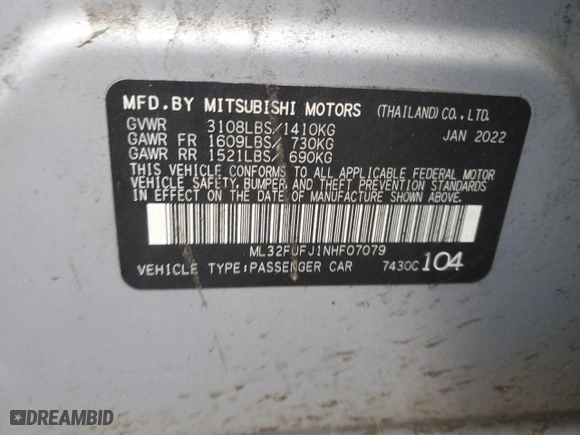 MFD.BY MITSUBISHI MOTORS (THAILAND) CO.,LTD.
GVWR 3108LBS/1410KG JAN 2022
GAWR FR 1609LBS/ 730KG
GAWR RR 1521LBS/ 690KG
THIS VEHICLE CONFORMS TO ALL APPLICABLE FEDERAL MOTOR
VEHICLE SAFETY, BUMPER, AND THEFT PREVENTION STANDARDS
IN EFFECT ON THE DATE OF MANUFACTURE SHOWN ABOVE.
ML32FUFJ1NHF07079
VEHICLE TYPE:PASSENGER CAR 7430C 104
DREAMBID